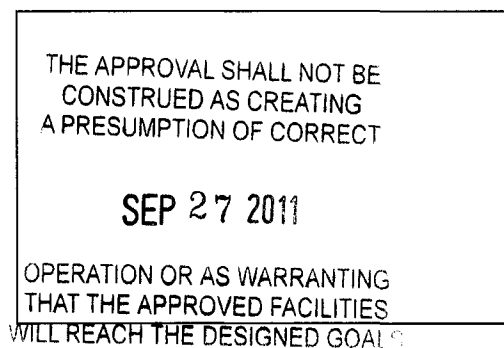 THE APPROVAL SHALL NOT BE
CONSTRUED AS CREATING
A PRESUMPTION OF CORRECT
SEP 27 2011
OPERATION OR AS WARRANTING
THAT THE APPROVED FACILITIES
WILL REACH THE DESIGNED GOALS